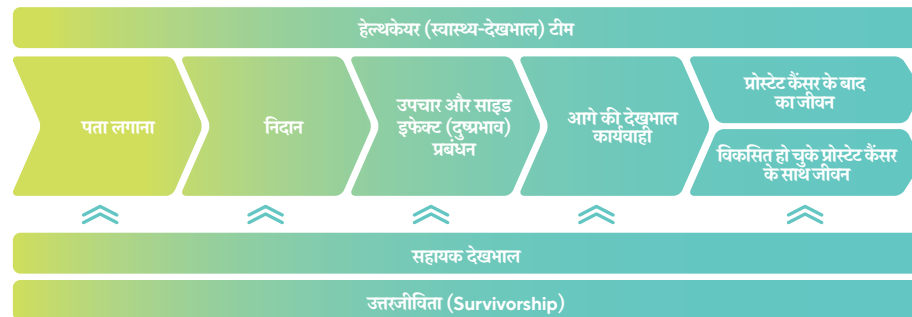 हेल्थकेयर (स्वास्थ्य-देखभाल) टीम
पता लगाना
निदान
उपचार और साइड
इफेक्ट (दुष्प्रभाव)
प्रबंधन
आगे की देखभाल
कार्यवाही
प्रोस्टेट कैंसर के बाद
का जीवन
विकसित हो चुके प्रोस्टेट कैंसर
के साथ जीवन
सहायक देखभाल
उत्तरजीविता (Survivorship)